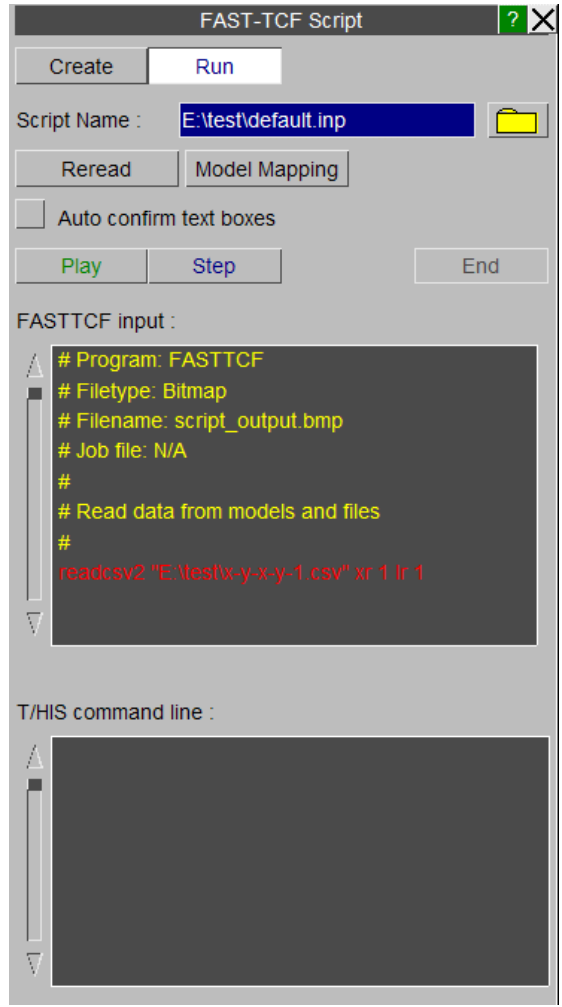 FAST-TCF Script ?
Create Run
Script Name : E:\test\default.inp
Reread Model Mapping
Auto confirm text boxes
Play Step End
FASTTCF input :
# Program: FASTTCF
# Filetype: Bitmap
# Filename: script_output.bmp
# Job file: N/A
#
# Read data from models and files
#
readcsv2 "E:\test\x-y-x-y-1.csv" xr 1 lr 1
T/HIS command line :